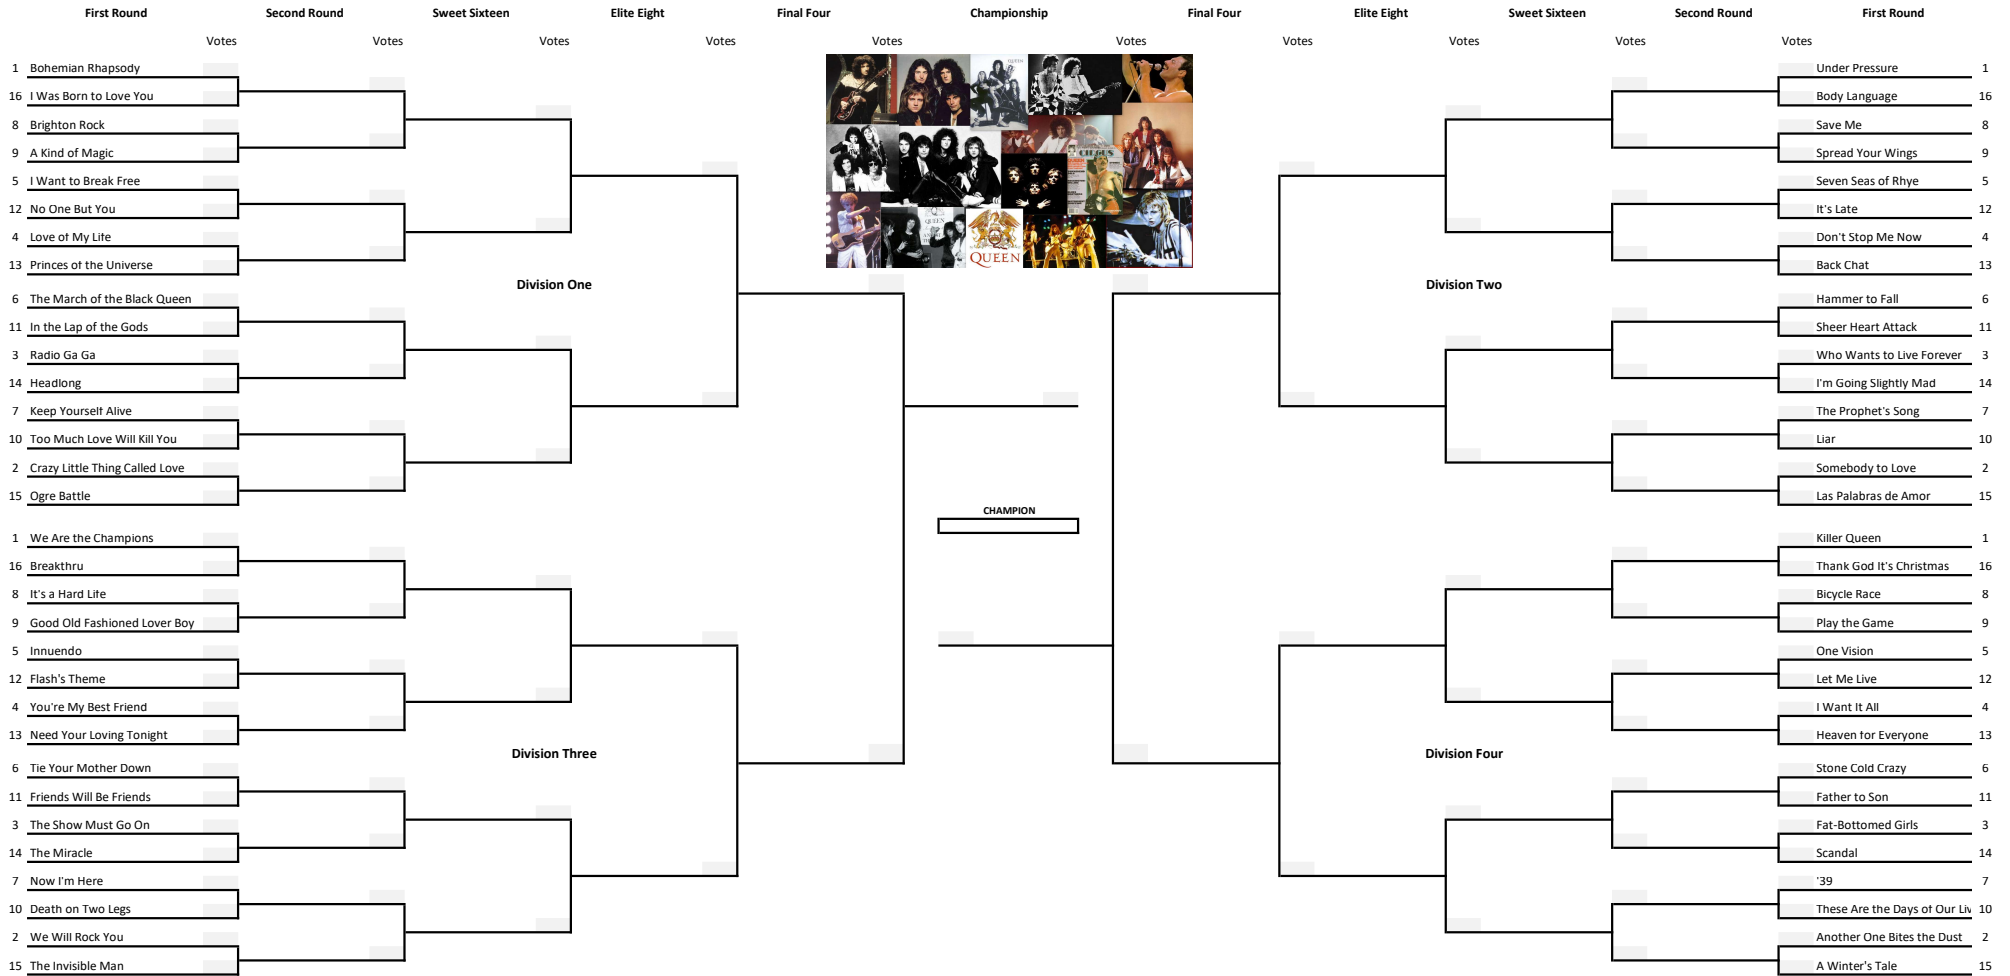 First Round Second Round Sweet Sixteen Elite Eight Final Four Championship Final Four Elite Eight Sweet Sixteen Second Round First Round
Votes Votes Votes Votes Votes Votes Votes Votes Votes Votes
1 Bohemian Rhapsody
16 I Was Born to Love You
8 Brighton Rock
9 A Kind of Magic
5 I Want to Break Free
12 No One But You
4 Love of My Life
13 Princes of the Universe
Division One
6 The March of the Black Queen
11 In the Lap of the Gods
3 Radio Ga Ga
14 Headlong
7 Keep Yourself Alive
10 Too Much Love Will Kill You
2 Crazy Little Thing Called Love
15 Ogre Battle
1 We Are the Champions
16 Breakthru
8 It's a Hard Life
9 Good Old Fashioned Lover Boy
5 Innuendo
12 Flash's Theme
4 You're My Best Friend
13 Need Your Loving Tonight
Division Three
6 Tie Your Mother Down
11 Friends Will Be Friends
3 The Show Must Go On
14 The Miracle
7 Now I'm Here
10 Death on Two Legs
2 We Will Rock You
15 The Invisible Man
QUEEN
CIRCUS
QUEEN
QUEEN
CHAMPION
Under Pressure 1
Body Language 16
Save Me 8
Spread Your Wings 9
Seven Seas of Rhye 5
It's Late 12
Don't Stop Me Now 4
Back Chat 13
Division Two
Hammer to Fall 6
Sheer Heart Attack 11
Who Wants to Live Forever 3
I'm Going Slightly Mad 14
The Prophet's Song 7
Liar 10
Somebody to Love 2
Las Palabras de Amor 15
Killer Queen 1
Thank God It's Christmas 16
Bicycle Race 8
Play the Game 9
One Vision 5
Let Me Live 12
I Want It All 4
Heaven for Everyone 13
Division Four
Stone Cold Crazy 6
Father to Son 11
Fat-Bottomed Girls 3
Scandal 14
'39 7
These Are the Days of Our Liv 10
Another One Bites the Dust 2
A Winter's Tale 15